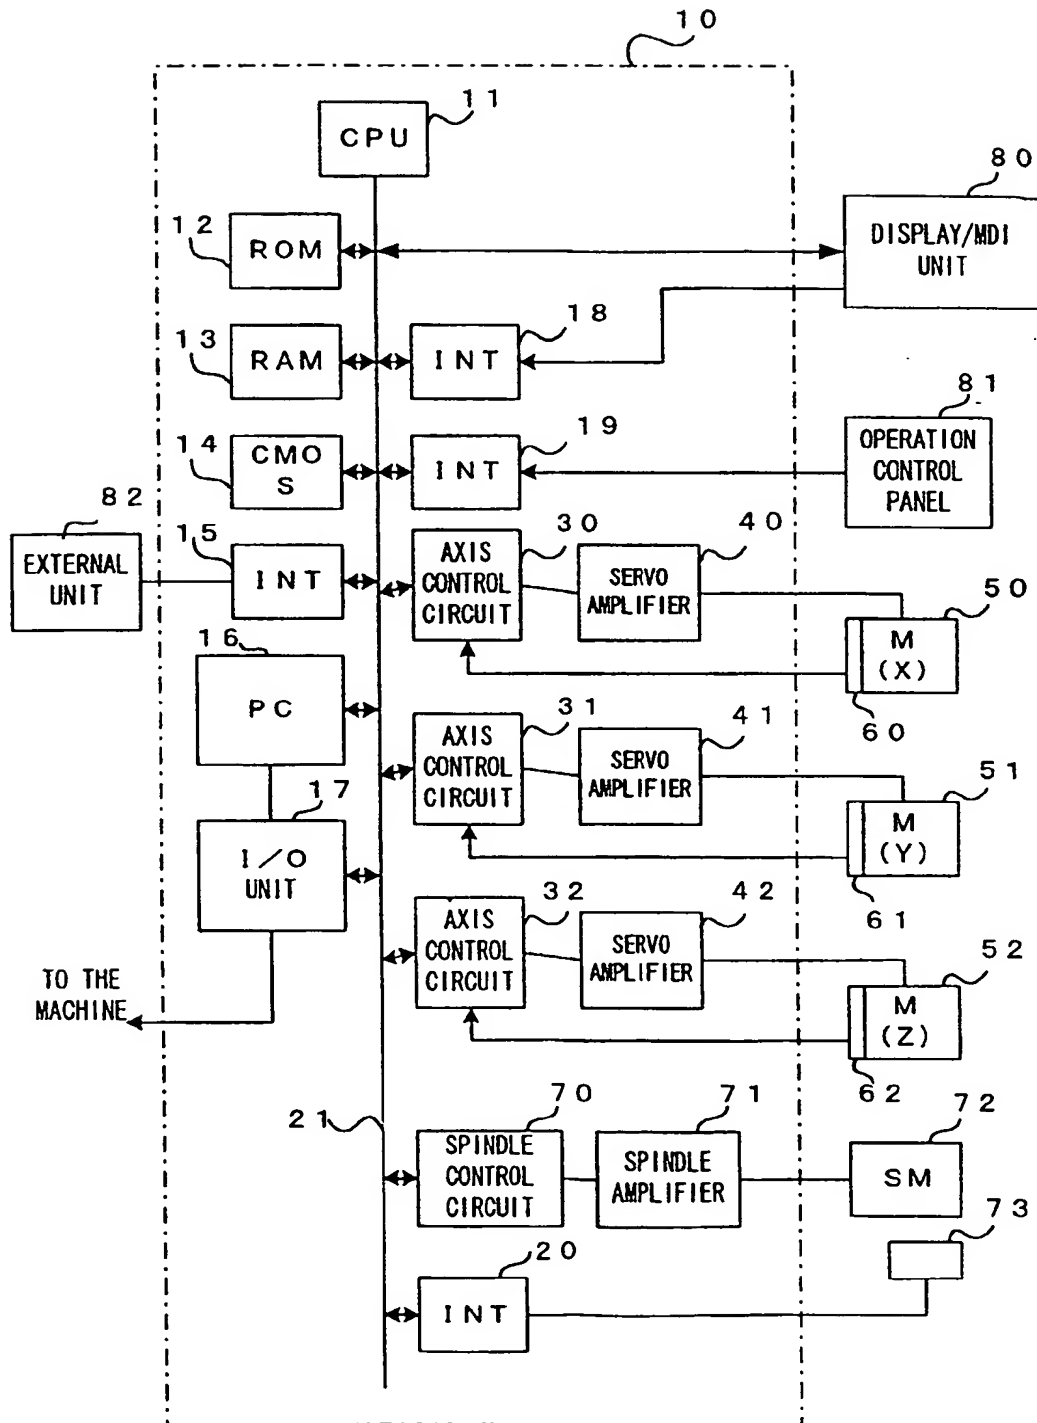 10
11
CPU
80
12
ROM
DISPLAY/MDI
UNIT
13
RAM
18
INT
81
14
CMO
S
19
INT
OPERATION
CONTROL
PANEL
82
EXTERNAL
UNIT
15
INT
30
AXIS
CONTROL
CIRCUIT
40
SERVO
AMPLIFIER
50
M
(X)
60
16
PC
31
AXIS
CONTROL
CIRCUIT
41
SERVO
AMPLIFIER
51
M
(Y)
61
17
I/O
UNIT
32
AXIS
CONTROL
CIRCUIT
42
SERVO
AMPLIFIER
52
M
(Z)
62
TO THE
MACHINE
21
70
SPINDLE
CONTROL
CIRCUIT
71
SPINDLE
AMPLIFIER
72
SM
73
20
INT